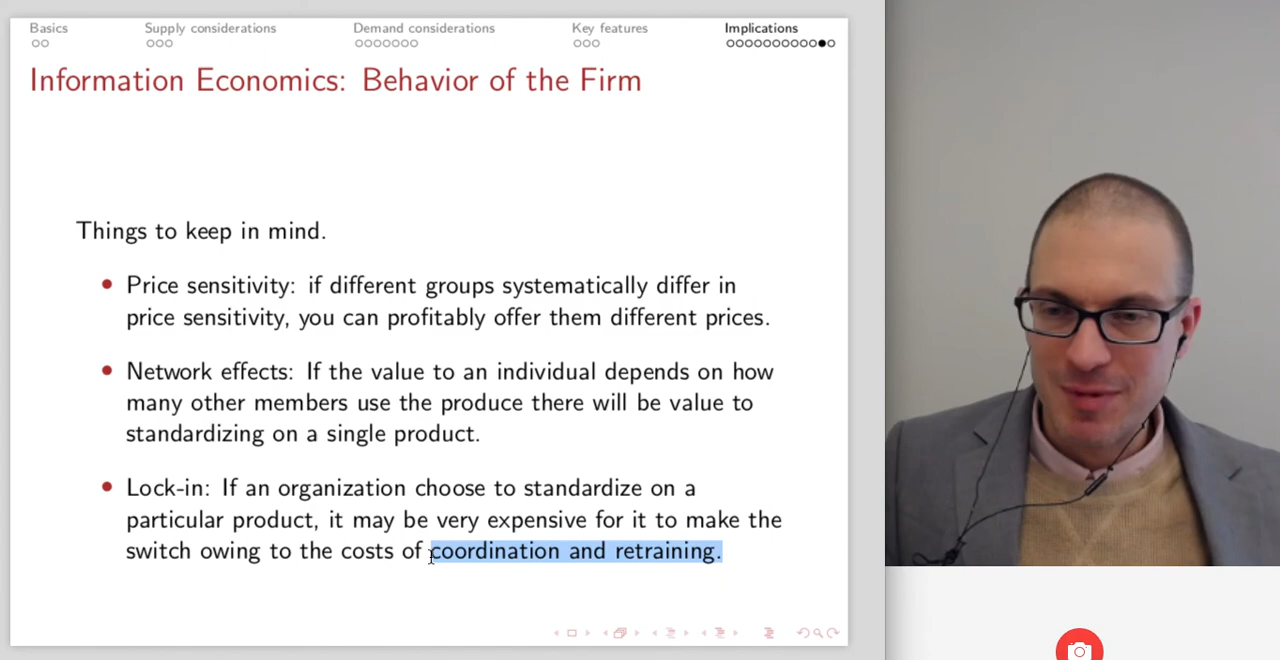 Basics Supply considerations Demand considerations Key features Implications
Information Economics: Behavior of the Firm
Things to keep in mind.
Price sensitivity: if different groups systematically differ in
price sensitivity, you can profitably offer them different prices.
Network effects: If the value to an individual depends on how
many other members use the produce there will be value to
standardizing on a single product.
Lock-in: If an organization choose to standardize on a
particular product, it may be very expensive for it to make the
switch owing to the costs of coordination and retraining.